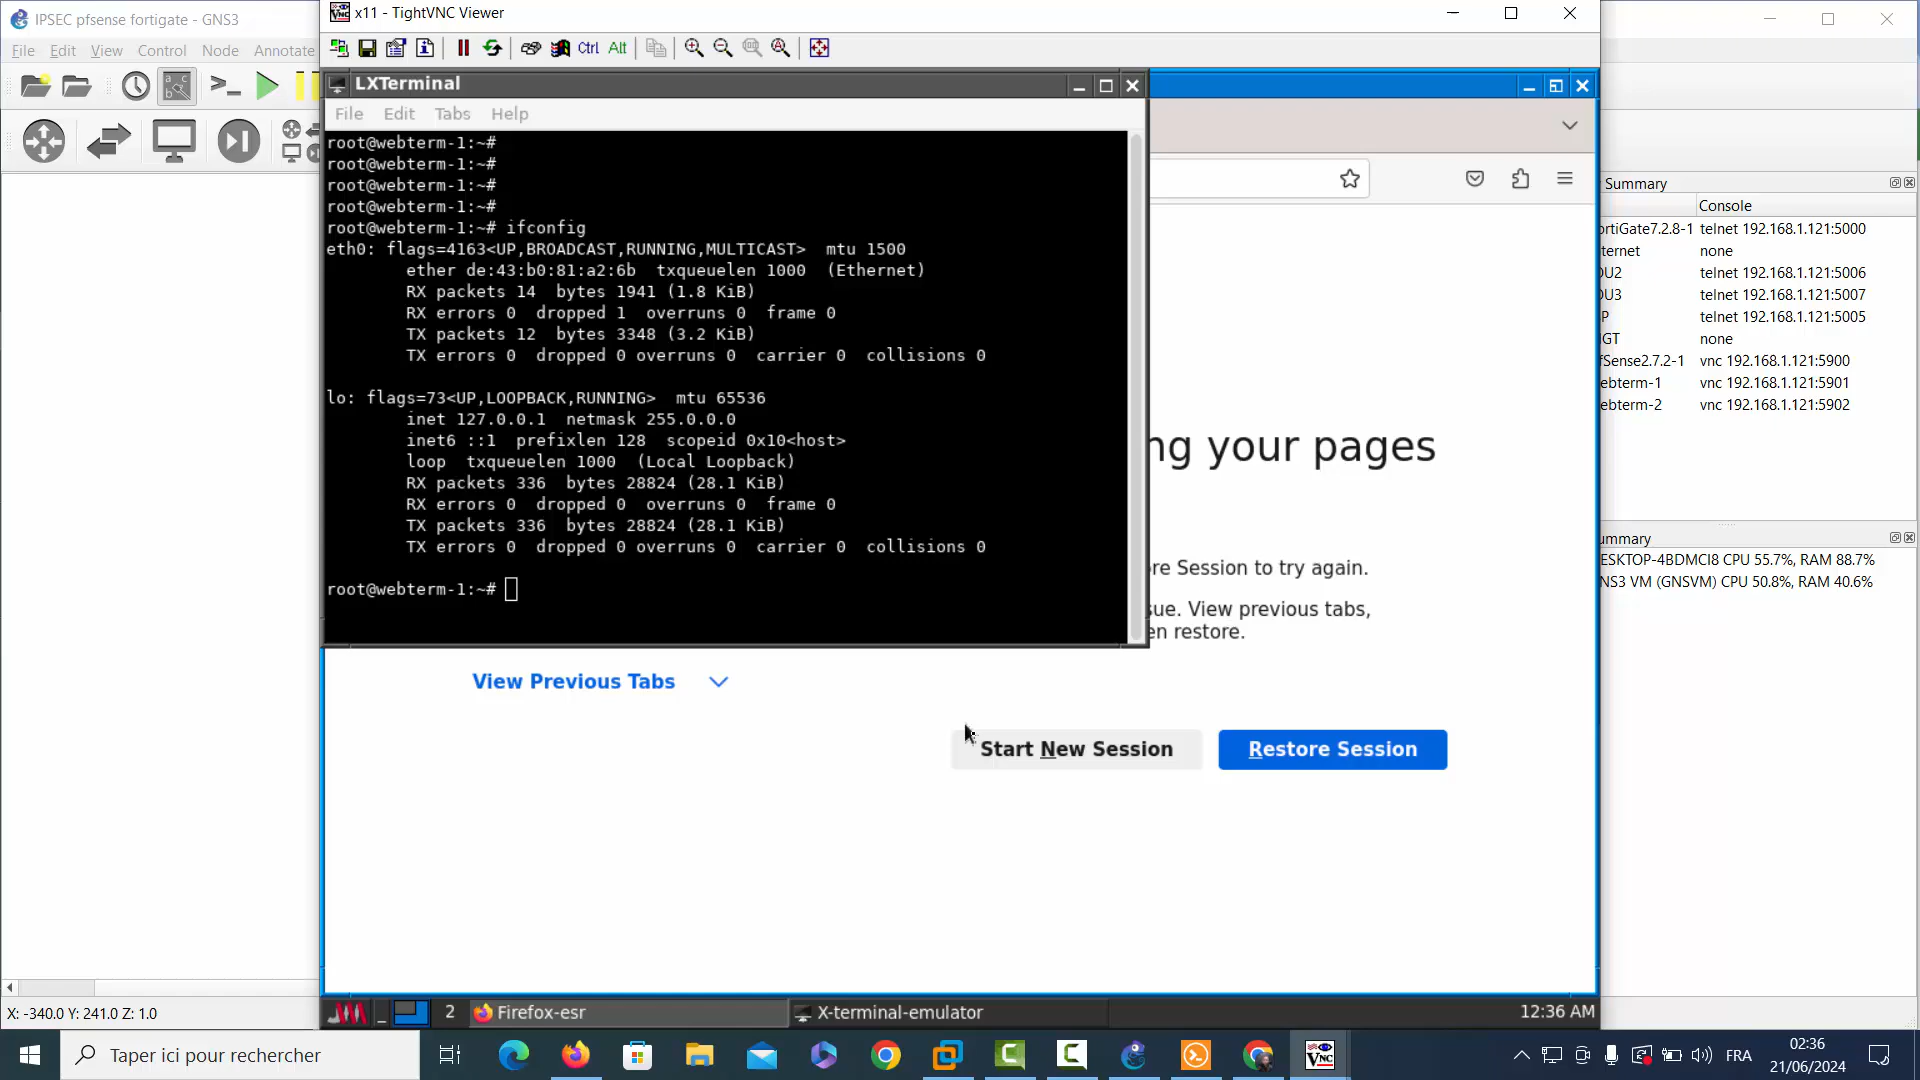 IPSEC pfsense fortigate - GNS3
File Edit View Control Node Annotate
x11 - TightVNC Viewer
Ctrl Alt
LXTerminal
File Edit Tabs Help
root@webterm-1:~#
root@webterm-1:~#
root@webterm-1:~#
root@webterm-1:~#
root@webterm-1:~# ifconfig
eth0: flags=4163<UP,BROADCAST,RUNNING,MULTICAST> mtu 1500
ether de:43:b0:81:a2:6b txqueuelen 1000 (Ethernet)
RX packets 14 bytes 1941 (1.8 KiB)
RX errors 0 dropped 1 overruns 0 frame 0
TX packets 12 bytes 3348 (3.2 KiB)
TX errors 0 dropped 0 overruns 0 carrier 0 collisions 0
lo: flags=73<UP,LOOPBACK,RUNNING> mtu 65536
inet 127.0.0.1 netmask 255.0.0.0
inet6 ::1 prefixlen 128 scopeid 0x10<host>
loop txqueuelen 1000 (Local Loopback)
RX packets 336 bytes 28824 (28.1 KiB)
RX errors 0 dropped 0 overruns 0 frame 0
TX packets 336 bytes 28824 (28.1 KiB)
TX errors 0 dropped 0 overruns 0 carrier 0 collisions 0
root@webterm-1:~#
ng your pages
re Session to try again.
sue. View previous tabs,
en restore.
View Previous Tabs
Start New Session
Restore Session
2 Firefox-esr X-terminal-emulator 12:36 AM
Summary
Console
ortiGate7.2.8-1 telnet 192.168.1.121:5000
ternet none
OU2 telnet 192.168.1.121:5006
OU3 telnet 192.168.1.121:5007
P telnet 192.168.1.121:5005
GT none
fSense2.7.2-1 vnc 192.168.1.121:5900
ebterm-1 vnc 192.168.1.121:5901
ebterm-2 vnc 192.168.1.121:5902
ummary
ESKTOP-4BDMCI8 CPU 55.7%, RAM 88.7%
NS3 VM (GNSVM) CPU 50.8%, RAM 40.6%
X: -340.0 Y: 241.0 Z: 1.0
Taper ici pour rechercher
FRA
02:36
21/06/2024